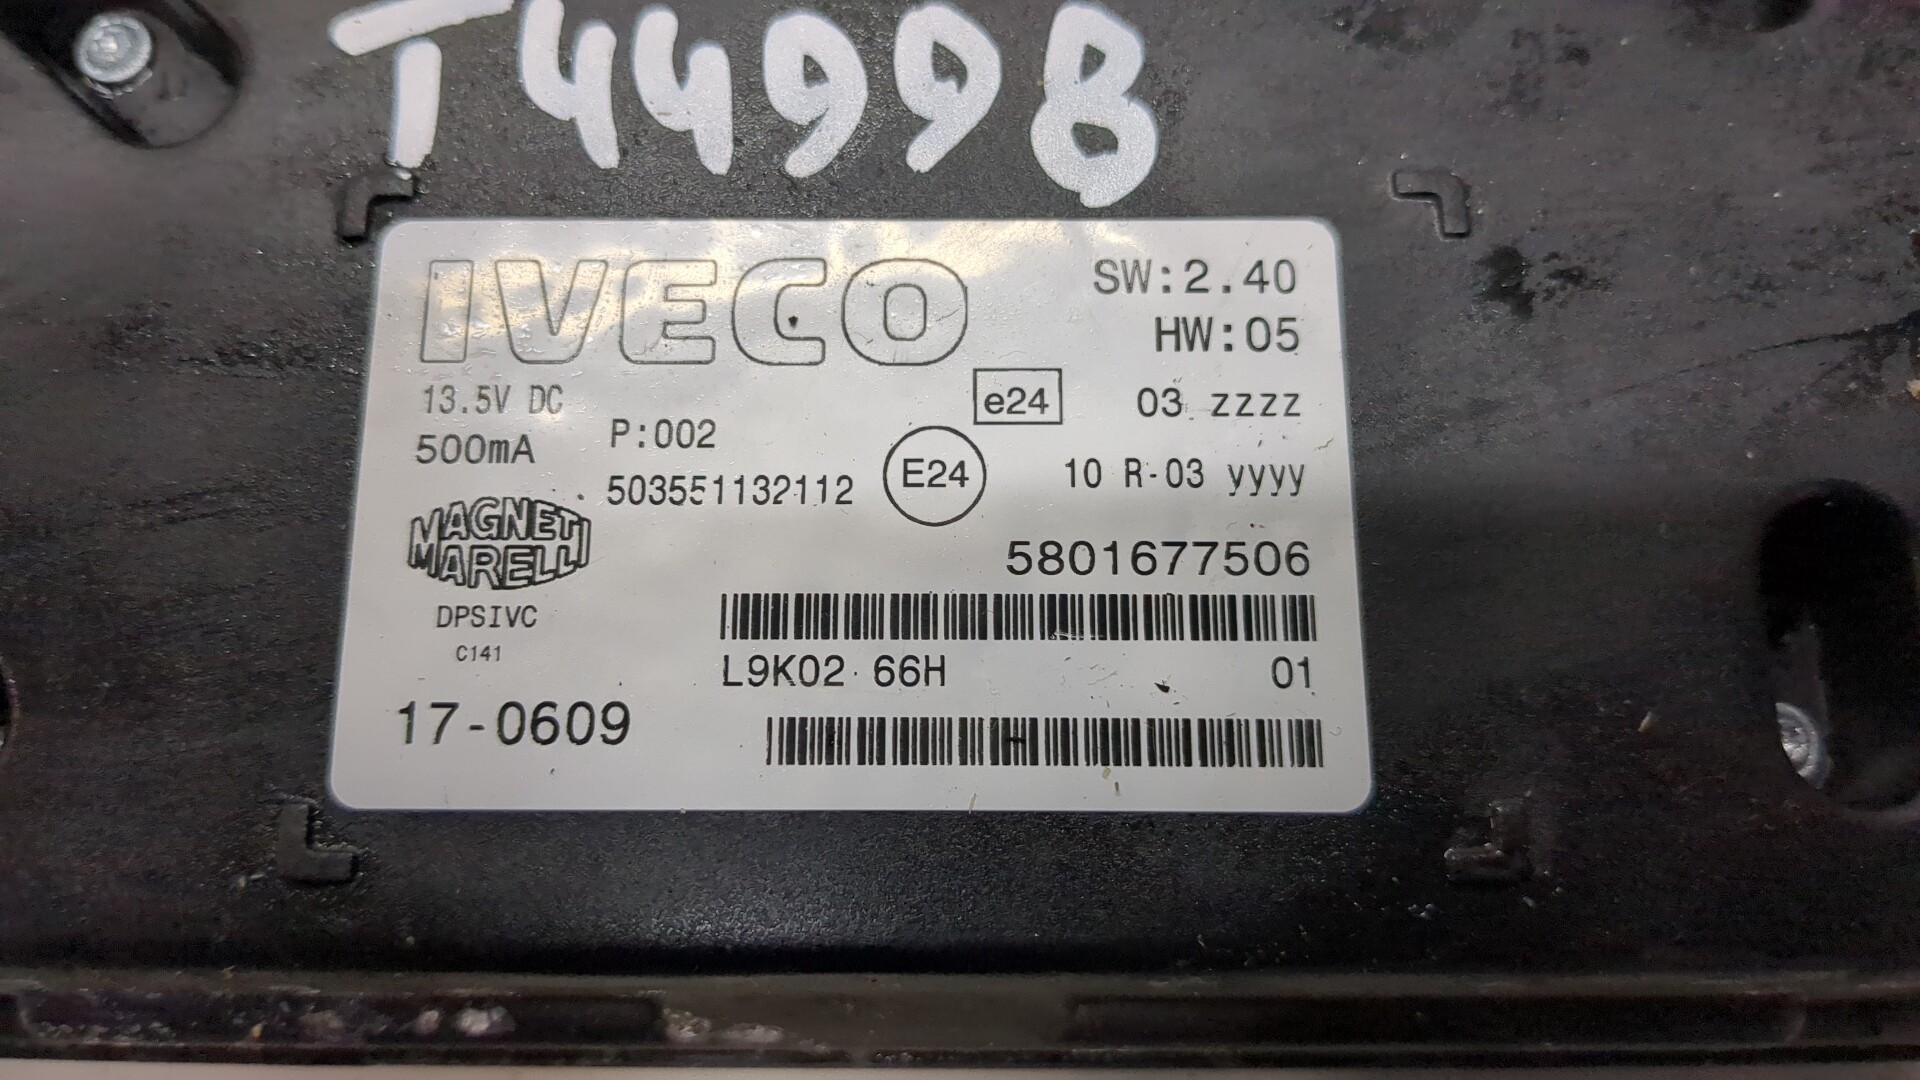 T44998
IVECO
SW:2.40
HW:05
13.5V DC
500mA
P:002
e24
03 zzzz
503551132112
E24
10 R-03 yyyy
MAGNETI
MARELLI
5801677506
DPSIVC
C141
L9K02 66H
01
17-0609